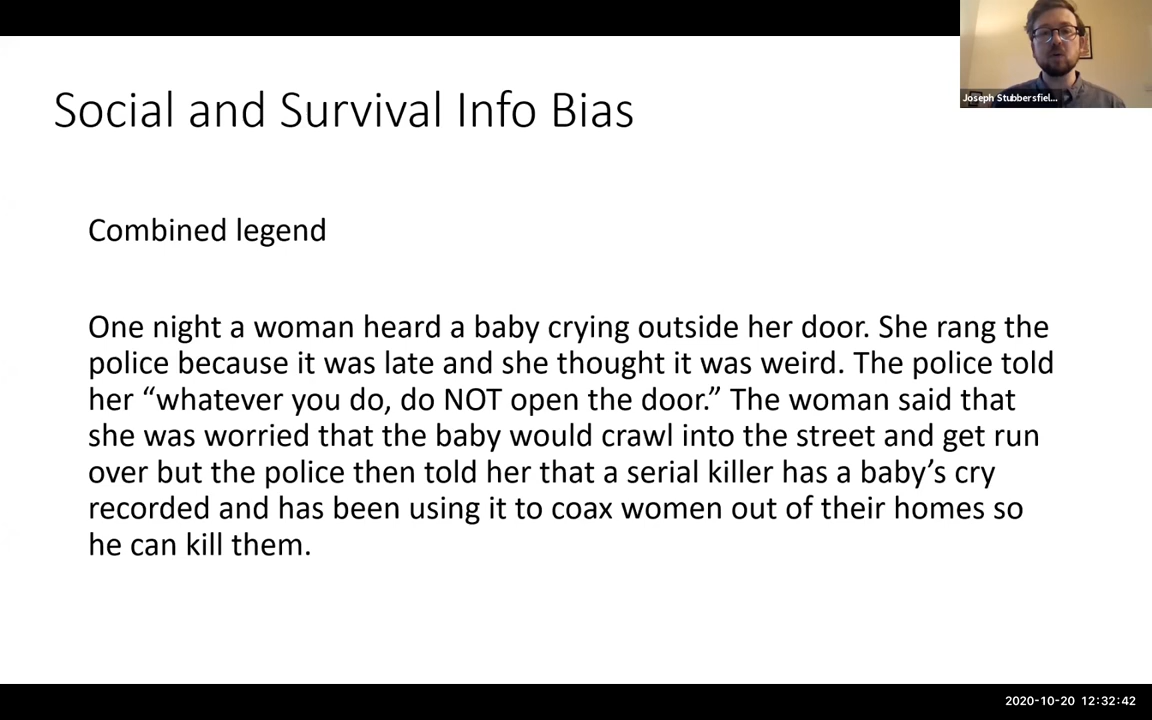 Joseph Stubbersfiel...
Social and Survival Info Bias
Combined legend
One night a woman heard a baby crying outside her door. She rang the
police because it was late and she thought it was weird. The police told
her “whatever you do, do NOT open the door.” The woman said that
she was worried that the baby would crawl into the street and get run
over but the police then told her that a serial killer has a baby’s cry
recorded and has been using it to coax women out of their homes so
he can kill them.
2020-10-20 12:32:42